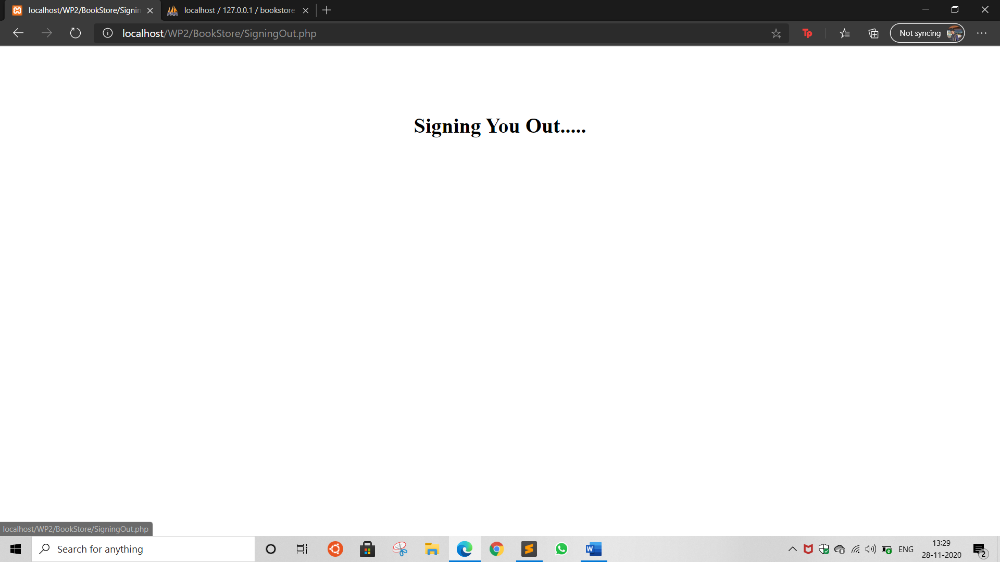 localhost/WP2/BookStore/Signin
localhost / 127.0.0.1 / bookstore
localhost/WP2/BookStore/SigningOut.php
Tp
Not syncing
Signing You Out.....
localhost/WP2/BookStore/SigningOut.php
Search for anything
W
ENG
13:29
28-11-2020
2